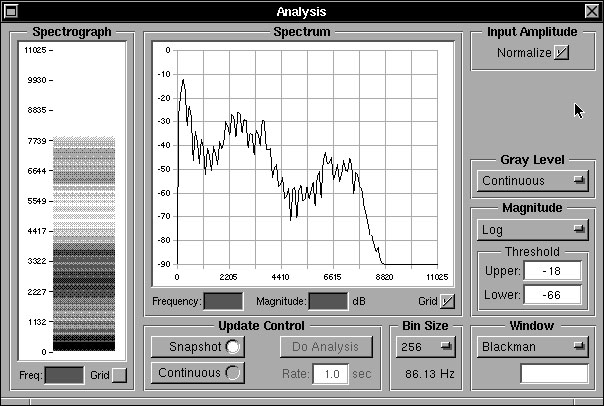 Analysis
Spectrograph
11025
9930
8835
7739
6644
5549
4417
3322
2227
1132
0
Freq:
Grid
Spectrum
0
-10
-20
-30
-40
-50
-60
-70
-80
-90
0 2205 4410 6615 8820 11025
Frequency: Magnitude: dB Grid
Input Amplitude
Normalize
Gray Level
Continuous
Magnitude
Log
Threshold
Upper: -18
Lower: -66
Update Control
Snapshot Do Analysis
Continuous Rate: 1.0 sec
Bin Size
256
86.13 Hz
Window
Blackman